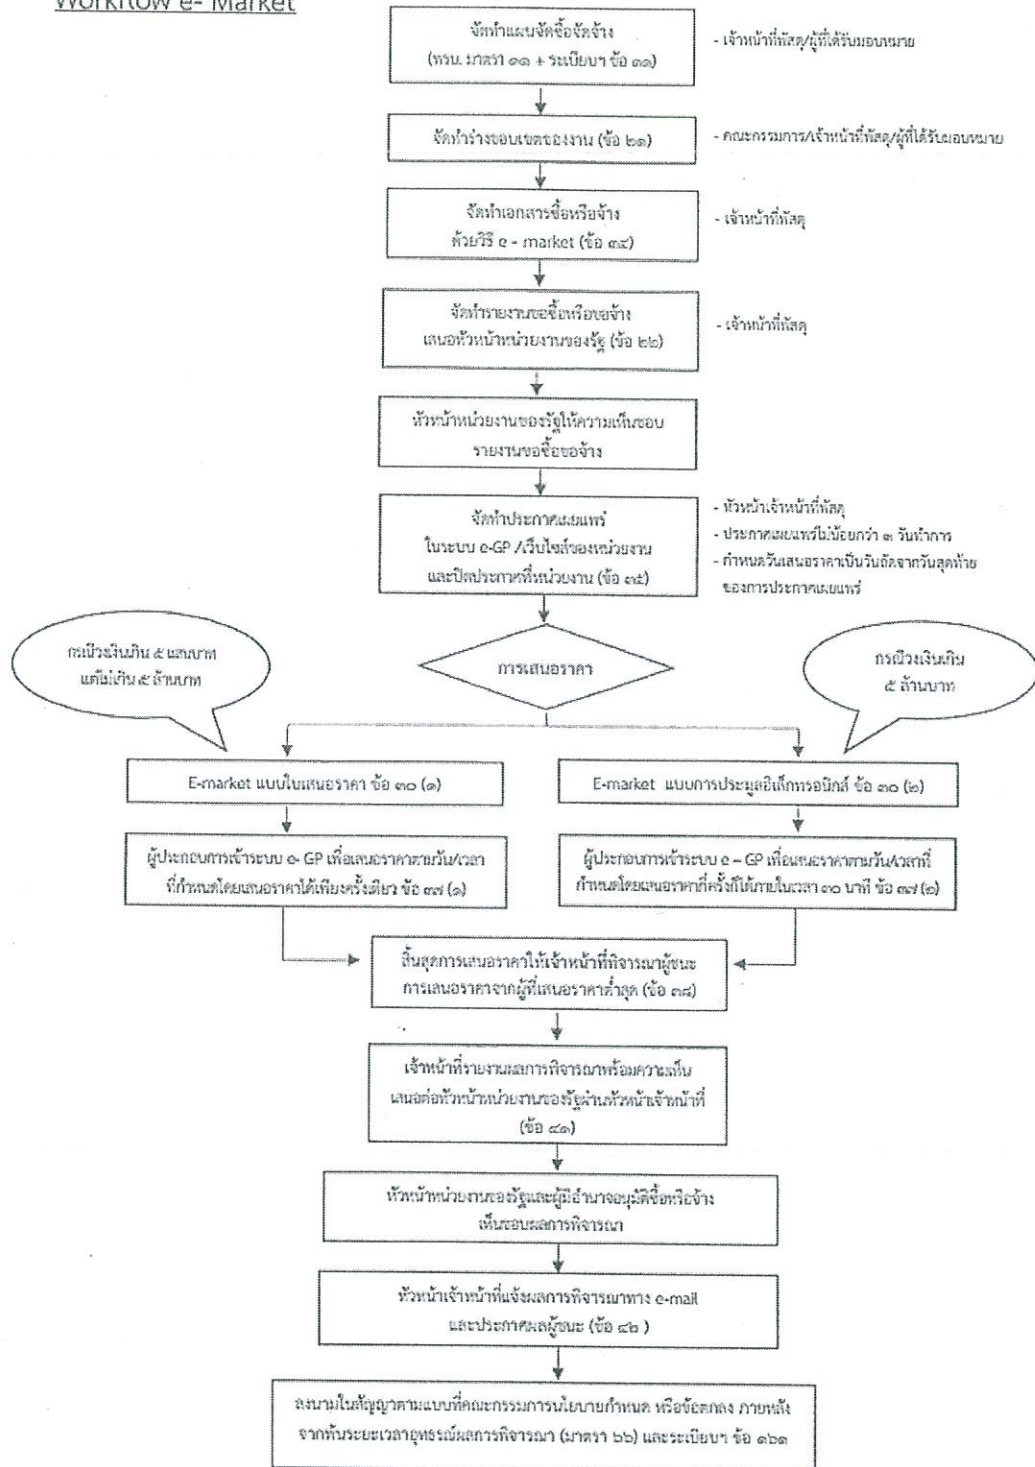 Workflow e- Market
จัดทำแผนจัดซื้อจัดจ้าง
(พรบ. มาตรา ๑๑ + ระเบียบฯ ข้อ ๑๑)
- เจ้าหน้าที่พัสดุ/ผู้ที่ได้รับมอบหมาย
จัดทำร่างขอบเขตของงาน (ข้อ ๒๑)
- คณะกรรมการ/เจ้าหน้าที่พัสดุ/ผู้ที่ได้รับมอบหมาย
จัดทำเอกสารซื้อหรือจ้าง
ด้วยวิธี e - market (ข้อ ๓๔)
- เจ้าหน้าที่พัสดุ
จัดทำรายงานขอซื้อหรือขอจ้าง
เสนอหัวหน้าหน่วยงานของรัฐ (ข้อ ๒๒)
- เจ้าหน้าที่พัสดุ
หัวหน้าหน่วยงานของรัฐให้ความเห็นชอบ
รายงานขอซื้อขอจ้าง
จัดทำประกาศเผยแพร่
ในระบบ e-GP /เว็บไซส์ของหน่วยงาน
และปิดประกาศที่หน่วยงาน (ข้อ ๓๕)
- หัวหน้าเจ้าหน้าที่พัสดุ
- ประกาศเผยแพร่ไม่น้อยกว่า ๓ วันทำการ
- กำหนดวันเสนอราคาเป็นวันถัดจากวันสุดท้าย
ของการประกาศเผยแพร่
กรณีวงเงินเกิน ๕ แสนบาท
แต่ไม่เกิน ๕ ล้านบาท
การเสนอราคา
กรณีวงเงินเกิน
๕ ล้านบาท
E-market แบบใบเสนอราคา ข้อ ๓๐ (๑)
E-market แบบการประมูลอิเล็กทรอนิกส์ ข้อ ๓๐ (๒)
ผู้ประกอบการเข้าระบบ e- GP เพื่อเสนอราคาตามวัน/เวลา
ที่กำหนดโดยเสนอราคาได้เพียงครั้งเดียว ข้อ ๓๗ (๑)
ผู้ประกอบการเข้าระบบ e – GP เพื่อเสนอราคาตามวัน/เวลาที่
กำหนดโดยเสนอราคากี่ครั้งก็ได้ภายในเวลา ๓๐ นาที ข้อ ๓๗ (๒)
สิ้นสุดการเสนอราคาให้เจ้าหน้าที่พิจารณาผู้ชนะ
การเสนอราคาจากผู้ที่เสนอราคาต่ำสุด (ข้อ ๓๘)
เจ้าหน้าที่รายงานผลการพิจารณาพร้อมความเห็น
เสนอต่อหัวหน้าหน่วยงานของรัฐผ่านหัวหน้าเจ้าหน้าที่
(ข้อ ๔๑)
หัวหน้าหน่วยงานของรัฐและผู้มีอำนาจอนุมัติซื้อหรือจ้าง
เห็นชอบผลการพิจารณา
หัวหน้าเจ้าหน้าที่แจ้งผลการพิจารณาทาง e-mail
และประกาศผลผู้ชนะ (ข้อ ๔๒ )
ลงนามในสัญญาตามแบบที่คณะกรรมการนโยบายกำหนด หรือข้อตกลง ภายหลัง
จากพ้นระยะเวลาอุทธรณ์ผลการพิจารณา (มาตรา ๖๖) และระเบียบฯ ข้อ ๑๖๑